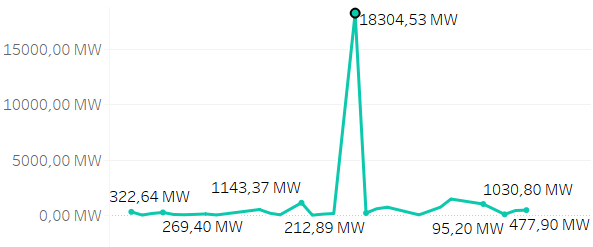 18304,53 MW
15000,00 MW
10000,00 MW
5000,00 MW
322,64 MW
1143,37 MW
1030,80 MW
0,00 MW
269,40 MW
212,89 MW
95,20 MW
477,90 MW